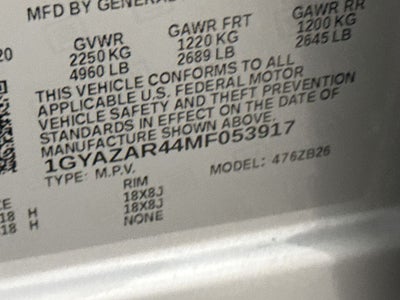 MFD BY GENERAL
GVWR GAWR FRT GAWR RR
2250 KG 1220 KG 1200 KG
4960 LB 2689 LB 2645 LB
THIS VEHICLE CONFORMS TO ALL
APPLICABLE U.S. FEDERAL MOTOR
VEHICLE SAFETY AND THEFT PREVENTION
STANDARDS IN EFFECT ON THE DATE OF
MANUFACTURE SHOWN ABOVE.
1GYAZAR44MF053917
TYPE: M.P.V. MODEL: 476ZB26
RIM
18 H 18X8J
18 H 18X8J
NONE